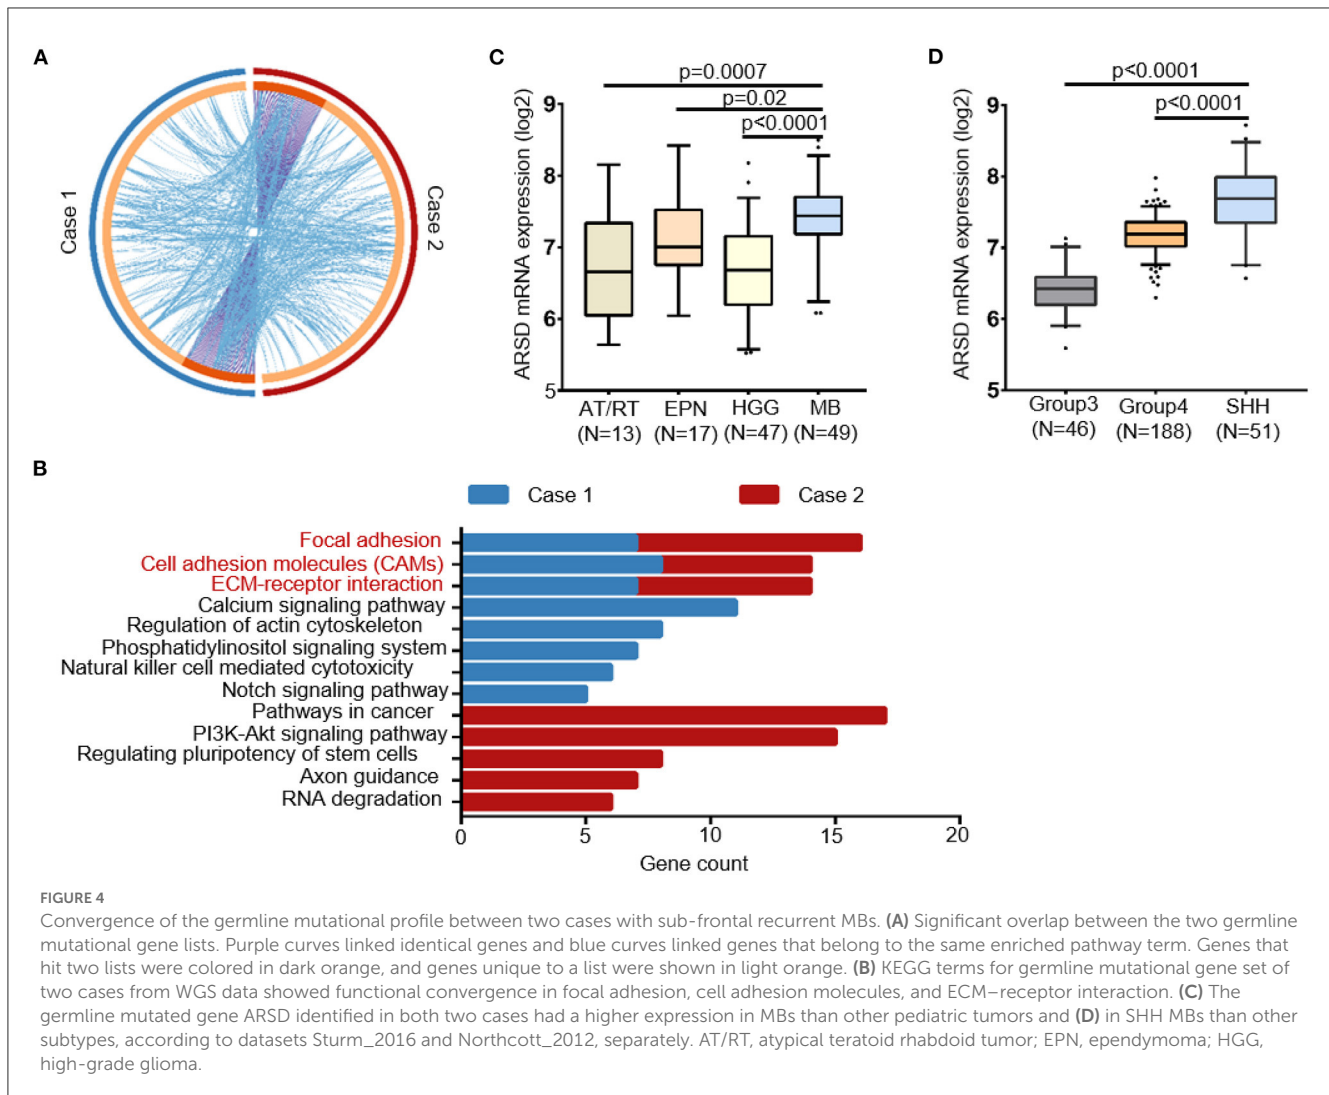 A
Case 1
Case 2
C
p=0.0007
p=0.02
p<0.0001
ARSD mRNA expression (log2)
9
8
7
6
5
AT/RT EPN HGG MB
(N=13) (N=17) (N=47) (N=49)
D
p<0.0001
p<0.0001
ARSD mRNA expression (log2)
9
8
7
6
5
Group3 Group4 SHH
(N=46) (N=188) (N=51)
B
Case 1 Case 2
Focal adhesion
Cell adhesion molecules (CAMs)
ECM-receptor interaction
Calcium signaling pathway
Regulation of actin cytoskeleton
Phosphatidylinositol signaling system
Natural killer cell mediated cytotoxicity
Notch signaling pathway
Pathways in cancer
PI3K-Akt signaling pathway
Regulating pluripotency of stem cells
Axon guidance
RNA degradation
0 5 10 15 20
Gene count
FIGURE 4
Convergence of the germline mutational profile between two cases with sub-frontal recurrent MBs. (A) Significant overlap between the two germline
mutational gene lists. Purple curves linked identical genes and blue curves linked genes that belong to the same enriched pathway term. Genes that
hit two lists were colored in dark orange, and genes unique to a list were shown in light orange. (B) KEGG terms for germline mutational gene set of
two cases from WGS data showed functional convergence in focal adhesion, cell adhesion molecules, and ECM–receptor interaction. (C) The
germline mutated gene ARSD identified in both two cases had a higher expression in MBs than other pediatric tumors and (D) in SHH MBs than other
subtypes, according to datasets Sturm_2016 and Northcott_2012, separately. AT/RT, atypical teratoid rhabdoid tumor; EPN, ependymoma; HGG,
high-grade glioma.